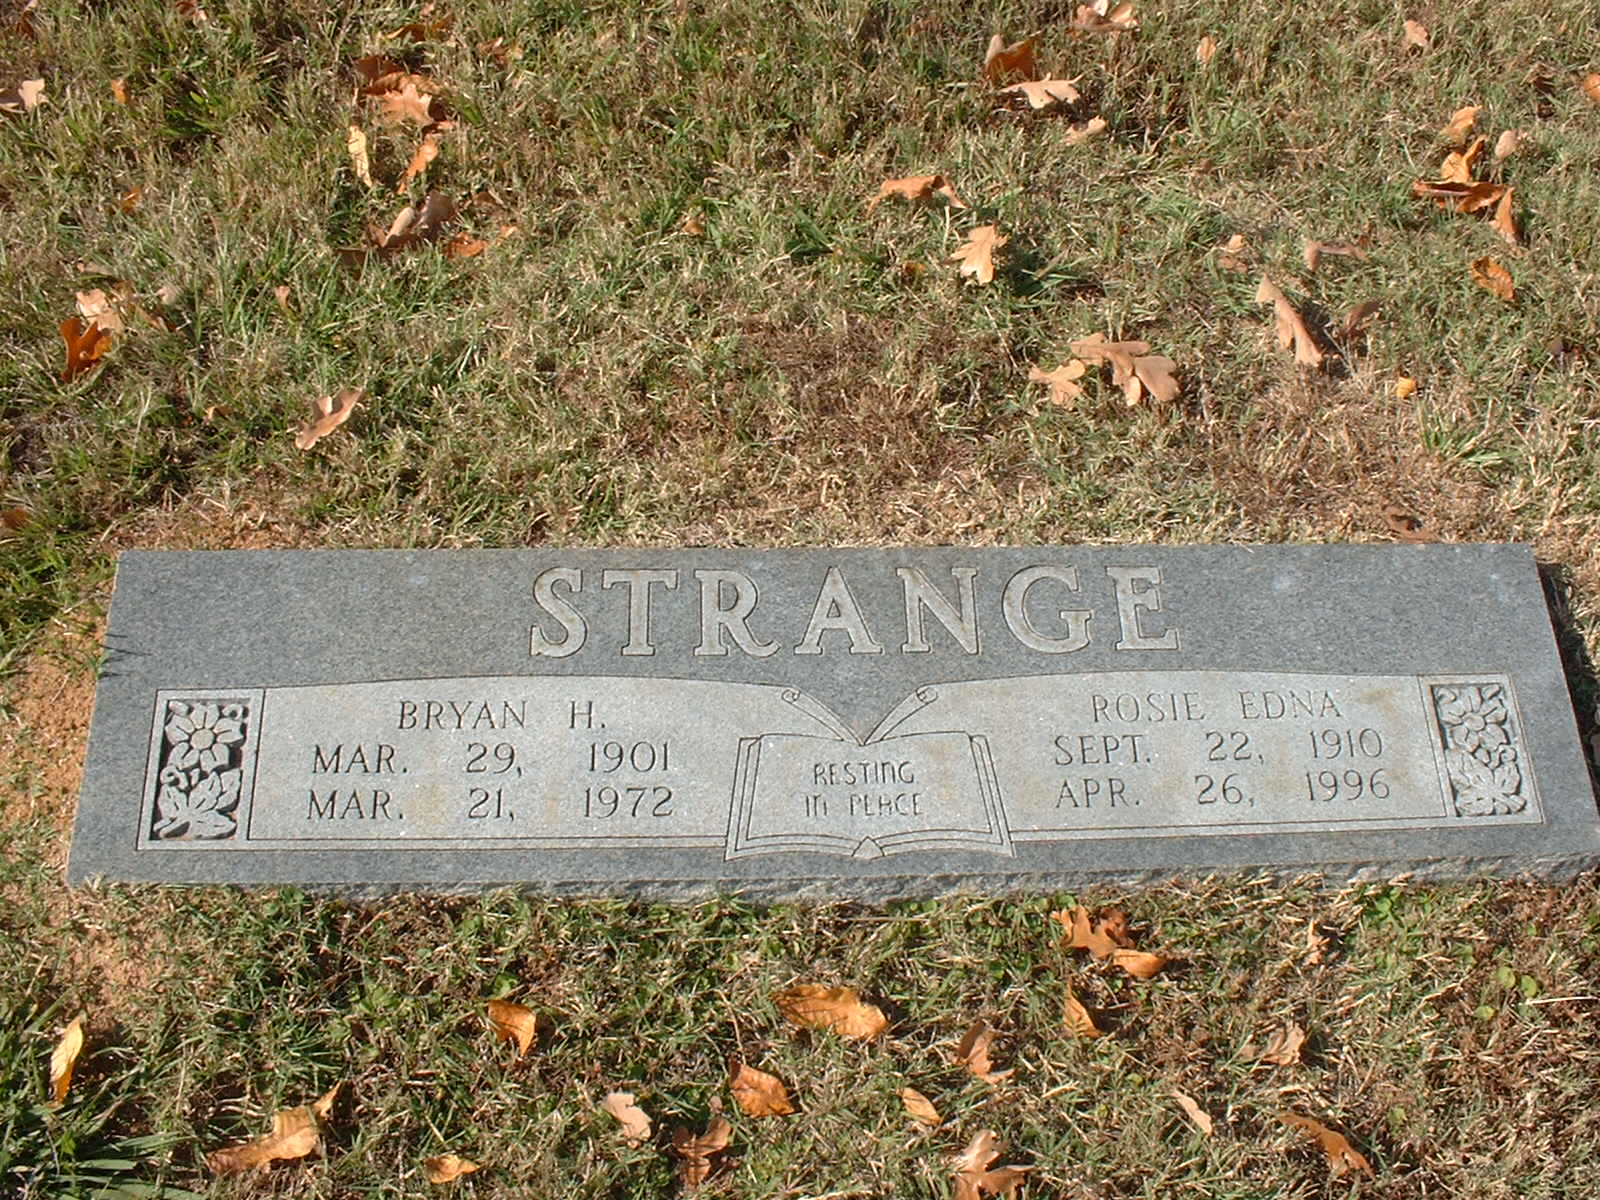 STRANGE
BRYAN H.
MAR. 29, 1901
MAR. 21, 1972
RESTING
IN PEACE
ROSIE EDNA
SEPT. 22, 1910
APR. 26, 1996